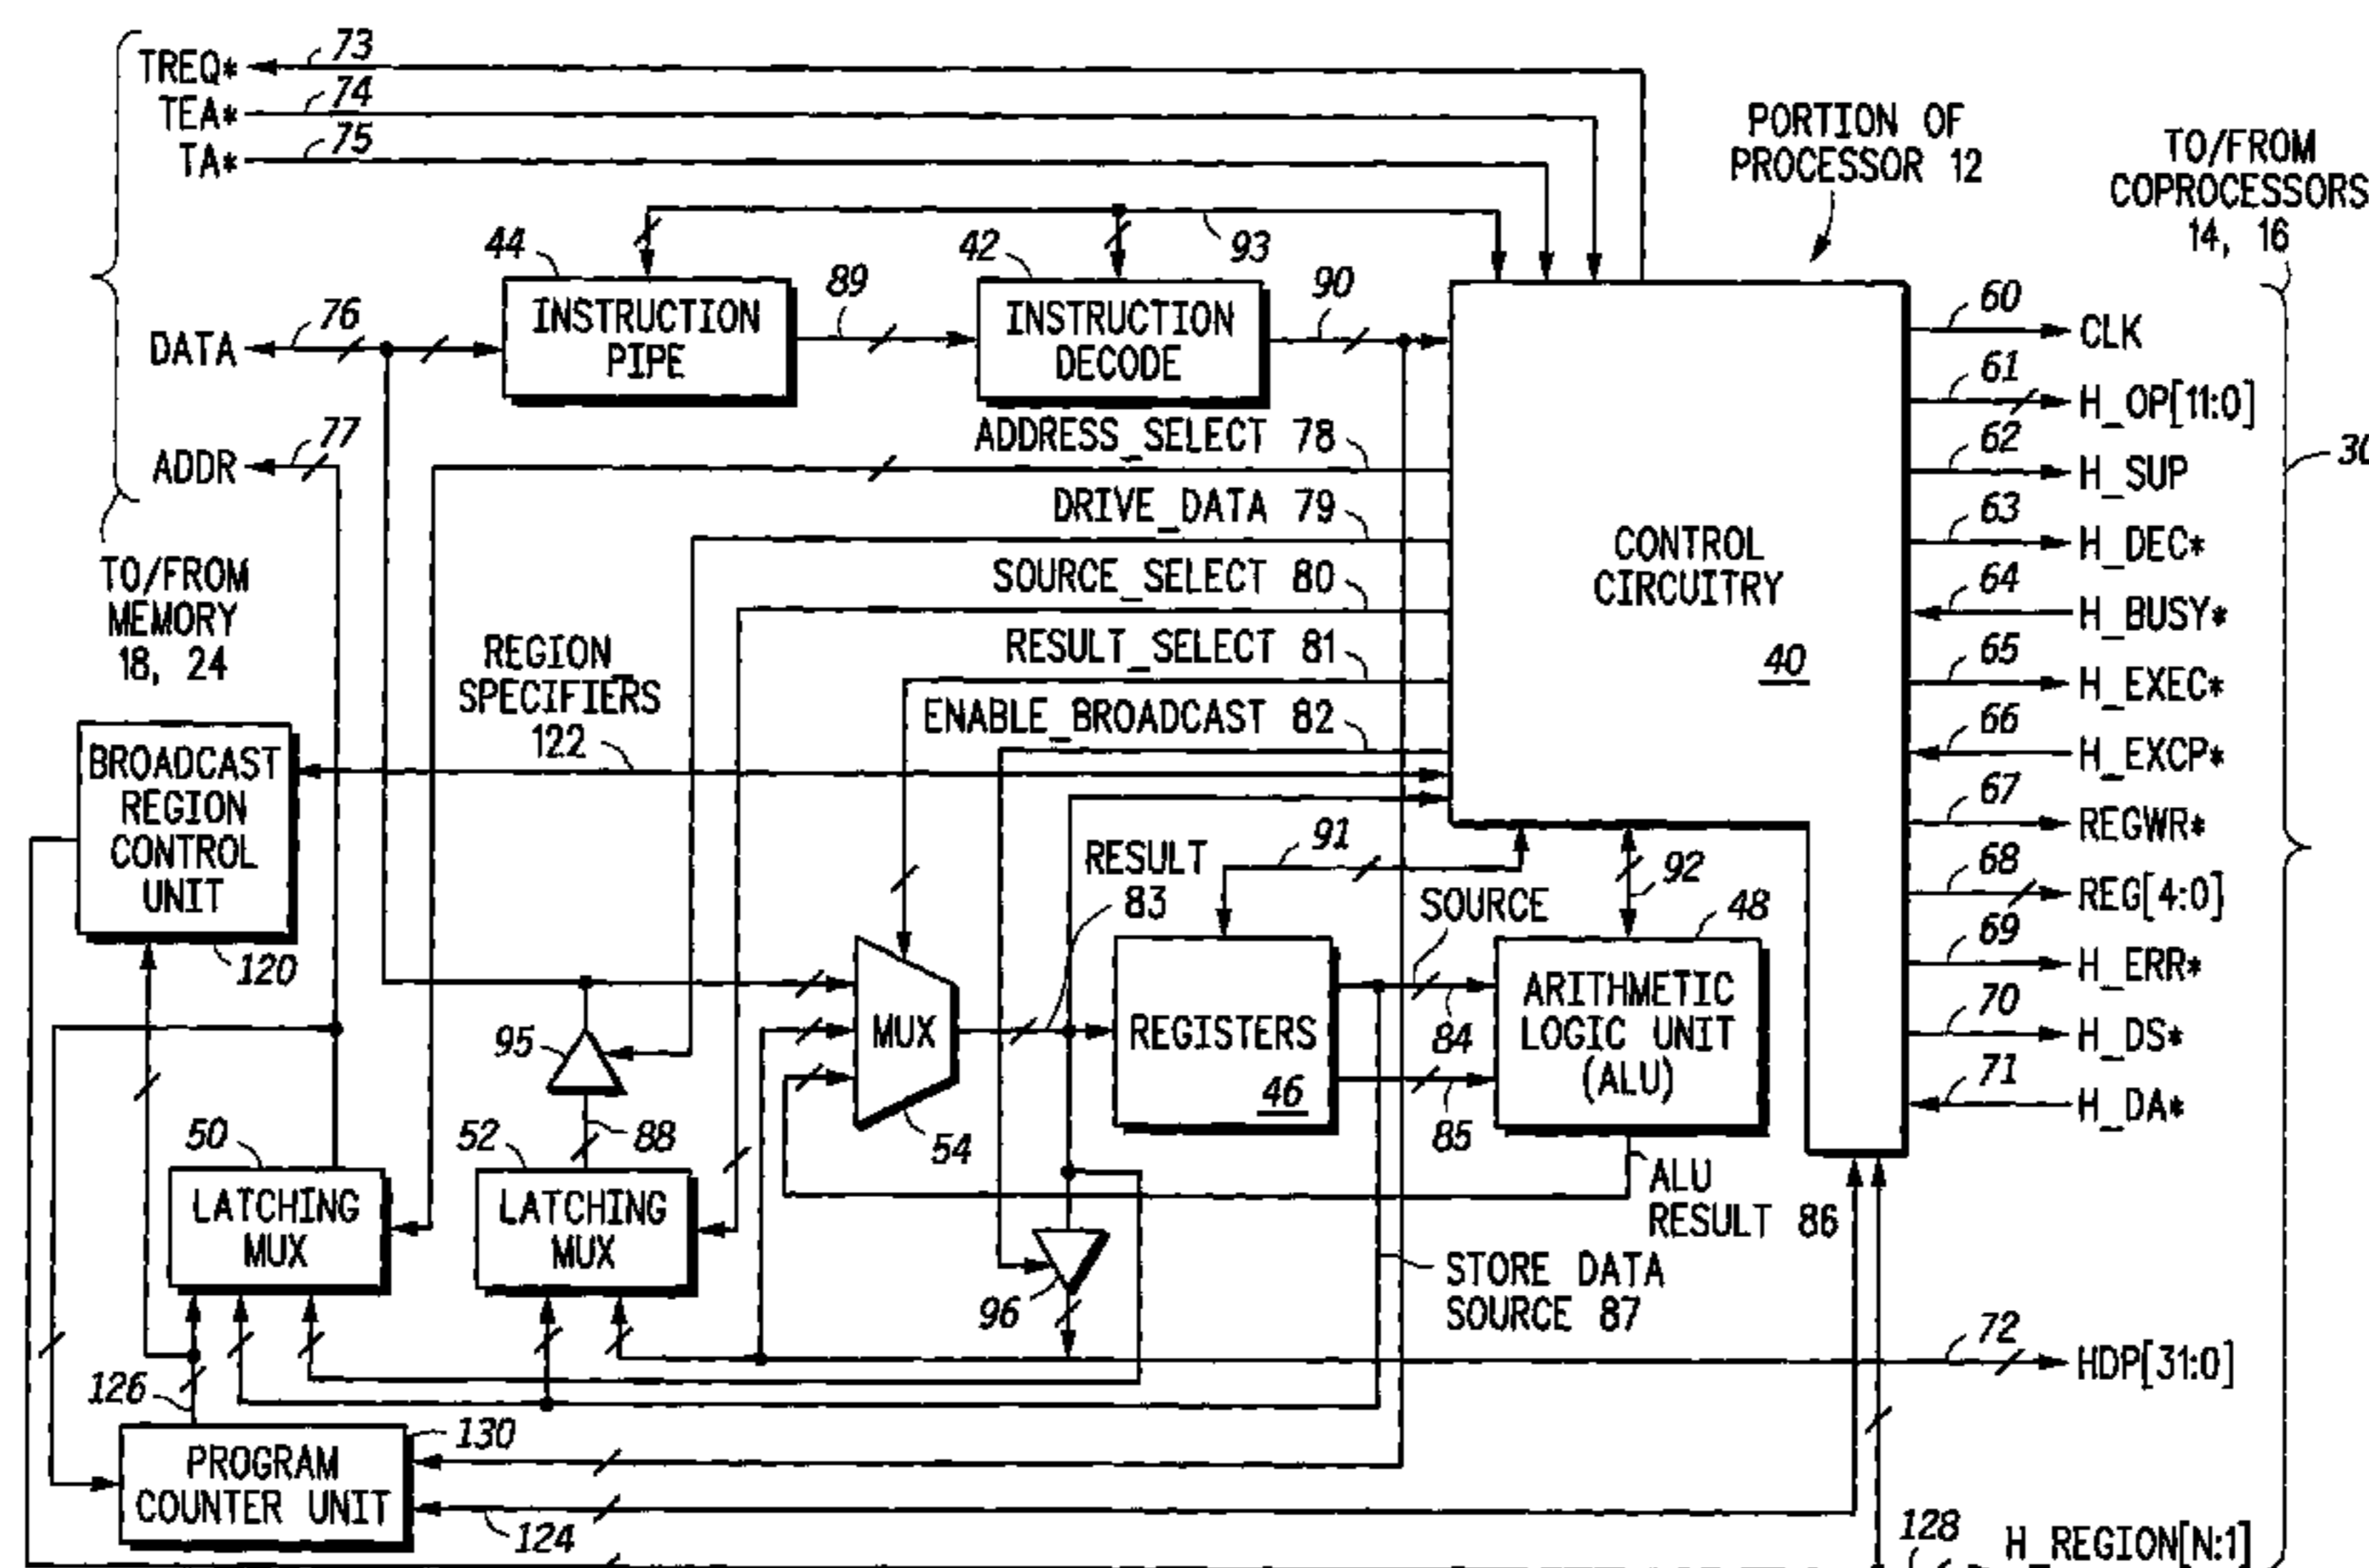 TREQ* 73
TEA* 74
TA* 75
PORTION OF
PROCESSOR 12
TO/FROM
COPROCESSORS
14, 16
44
42
93
INSTRUCTION
PIPE
89
INSTRUCTION
DECODE
90
DATA 76
ADDR 77
TO/FROM
MEMORY
18, 24
ADDRESS_SELECT 78
DRIVE_DATA 79
SOURCE_SELECT 80
RESULT_SELECT 81
ENABLE_BROADCAST 82
REGION_
SPECIFIERS
122
CONTROL
CIRCUITRY
40
60 CLK
61 H_OP[11:0]
62 H_SUP
63 H_DEC*
64 H_BUSY*
65 H_EXEC*
66 H_EXCP*
67 REGWR*
68 REG[4:0]
69 H_ERR*
70 H_DS*
71 H_DA*
30
BROADCAST
REGION
CONTROL
UNIT
120
RESULT
83
91
92
SOURCE
48
95
MUX
54
REGISTERS
46
84
85
ARITHMETIC
LOGIC UNIT
(ALU)
50
LATCHING
MUX
52
88
LATCHING
MUX
96
ALU
RESULT 86
STORE DATA
SOURCE 87
72 HDP[31:0]
126
130
PROGRAM
COUNTER UNIT
124
128 H_REGION[N:1]